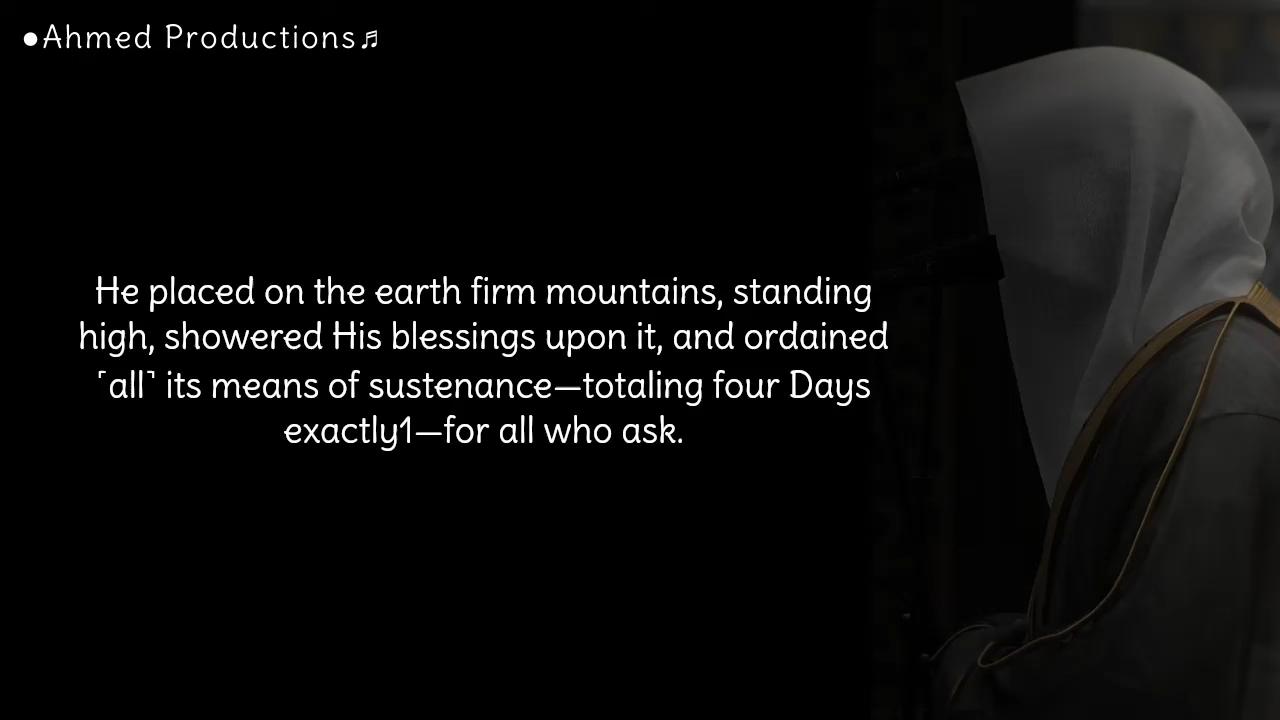 ●Ahmed Productions♬
He placed on the earth firm mountains, standing
high, showered His blessings upon it, and ordained
˹all˺ its means of sustenance—totaling four Days
exactly1—for all who ask.